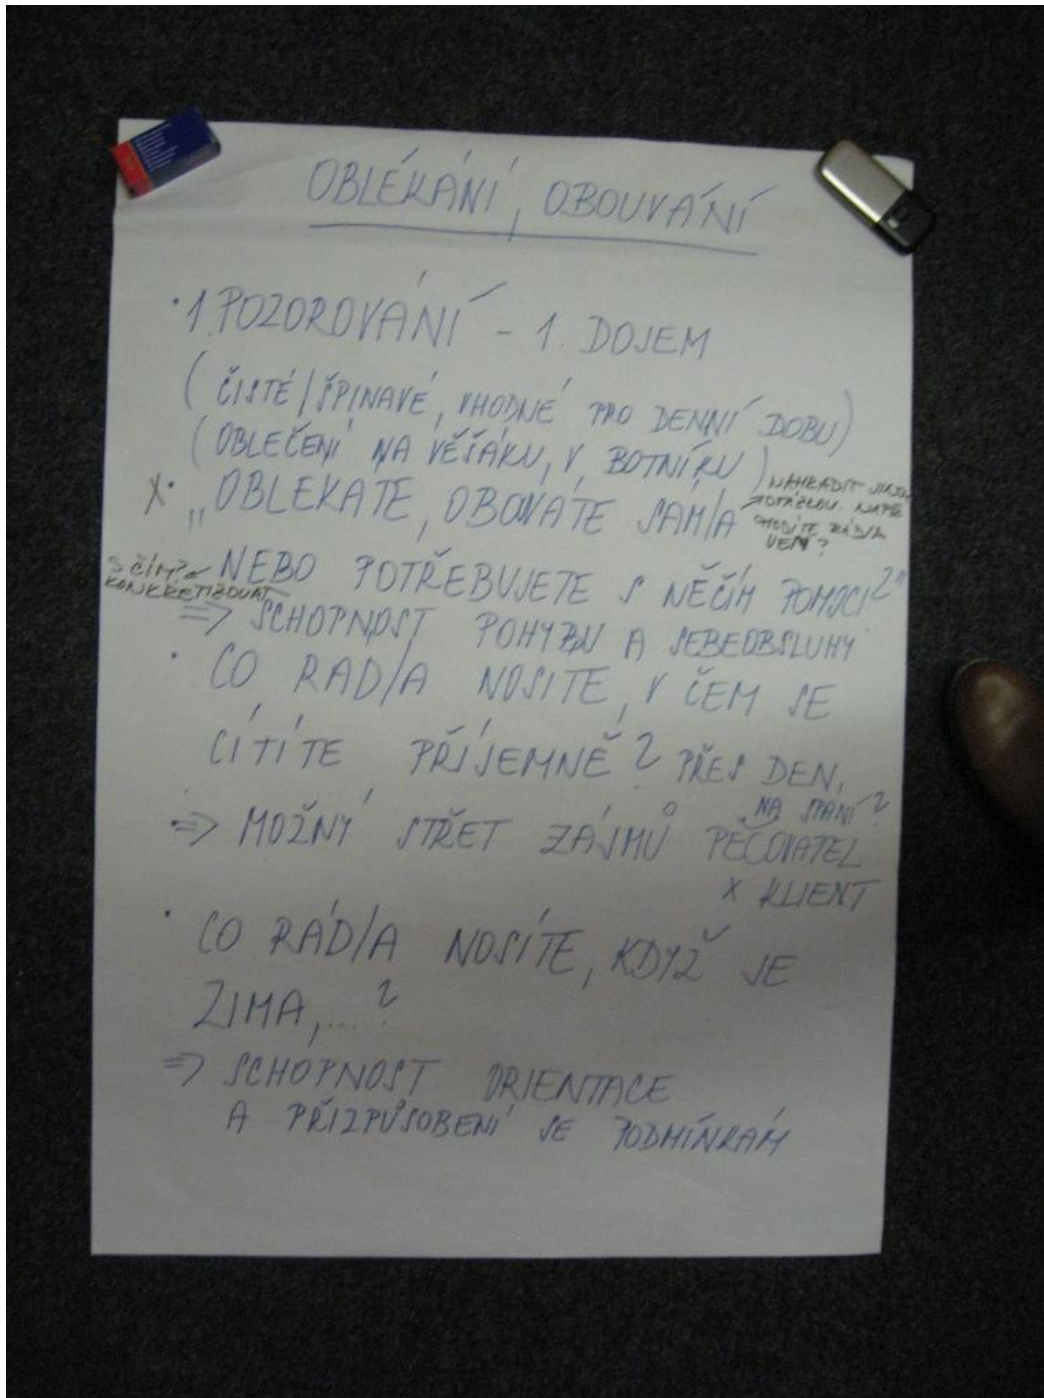 OBLÉKÁNÍ, OBOUVÁNÍ
• 1. POZOROVÁNÍ - 1. DOJEM
( ČISTÉ/ŠPINAVÉ, VHODNÉ PRO DENNÍ DOBU)
( OBLEČENÍ NA VĚŠÁKU, V BOTNÍKU )
X • „OBLÉKÁTE, OBOUVÁTE SÁM/A
NAHRADIT JINOU
OTÁZKOU. NAPŘ.
CHODÍTE RÁD/A
VEN?
S ČÍM?
KONKRETIZOVAT
NEBO POTŘEBUJETE S NĚČÍM POMOCI?"
=> SCHOPNOST POHYBU A SEBEOBSLUHY
• CO RÁD/A NOSÍTE, V ČEM SE
CÍTÍTE PŘÍJEMNĚ? PŘES DEN,
NA SPANÍ?
• => MOŽNÝ STŘET ZÁJMŮ PEČOVATEL
X KLIENT
• CO RÁD/A NOSÍTE, KDYŽ JE
ZIMA,...?
=> SCHOPNOST ORIENTACE
A PŘIZPŮSOBENÍ SE PODMÍNKÁM